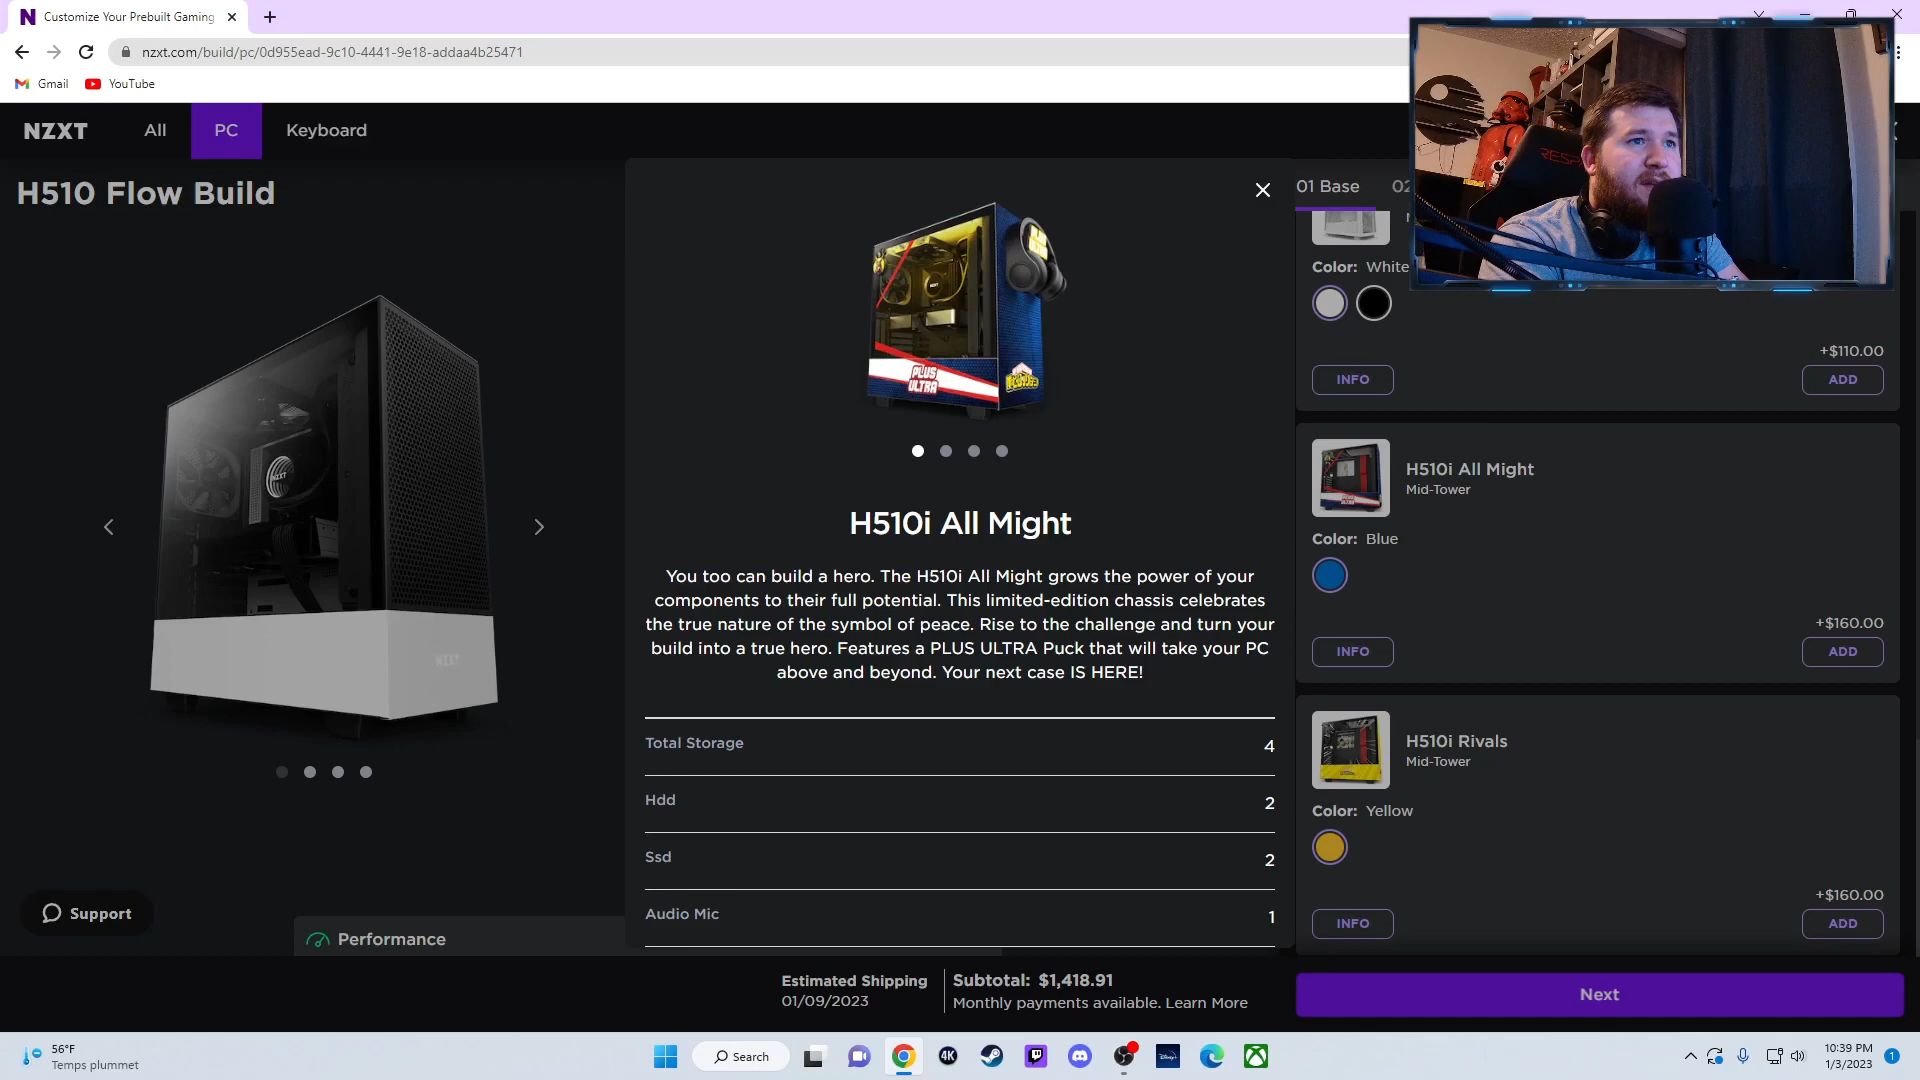 Customize Your Prebuilt Gaming
nzxt.com/build/pc/0d955ead-9c10-4441-9e18-addaa4b25471
Gmail
YouTube
NZXT
All
PC
Keyboard
H510 Flow Build
Support
Performance
PLUS
ULTRA
H510i All Might
You too can build a hero. The H510i All Might grows the power of your
components to their full potential. This limited-edition chassis celebrates
the true nature of the symbol of peace. Rise to the challenge and turn your
build into a true hero. Features a PLUS ULTRA Puck that will take your PC
above and beyond. Your next case IS HERE!
Total Storage 4
Hdd 2
Ssd 2
Audio Mic 1
01 Base
Color: White
+$110.00
INFO
ADD
H510i All Might
Mid-Tower
Color: Blue
+$160.00
INFO
ADD
H510i Rivals
Mid-Tower
Color: Yellow
+$160.00
INFO
ADD
Estimated Shipping
01/09/2023
Subtotal: $1,418.91
Monthly payments available. Learn More
Next
56°F
Temps plummet
Search
4K
10:39 PM
1/3/2023
1